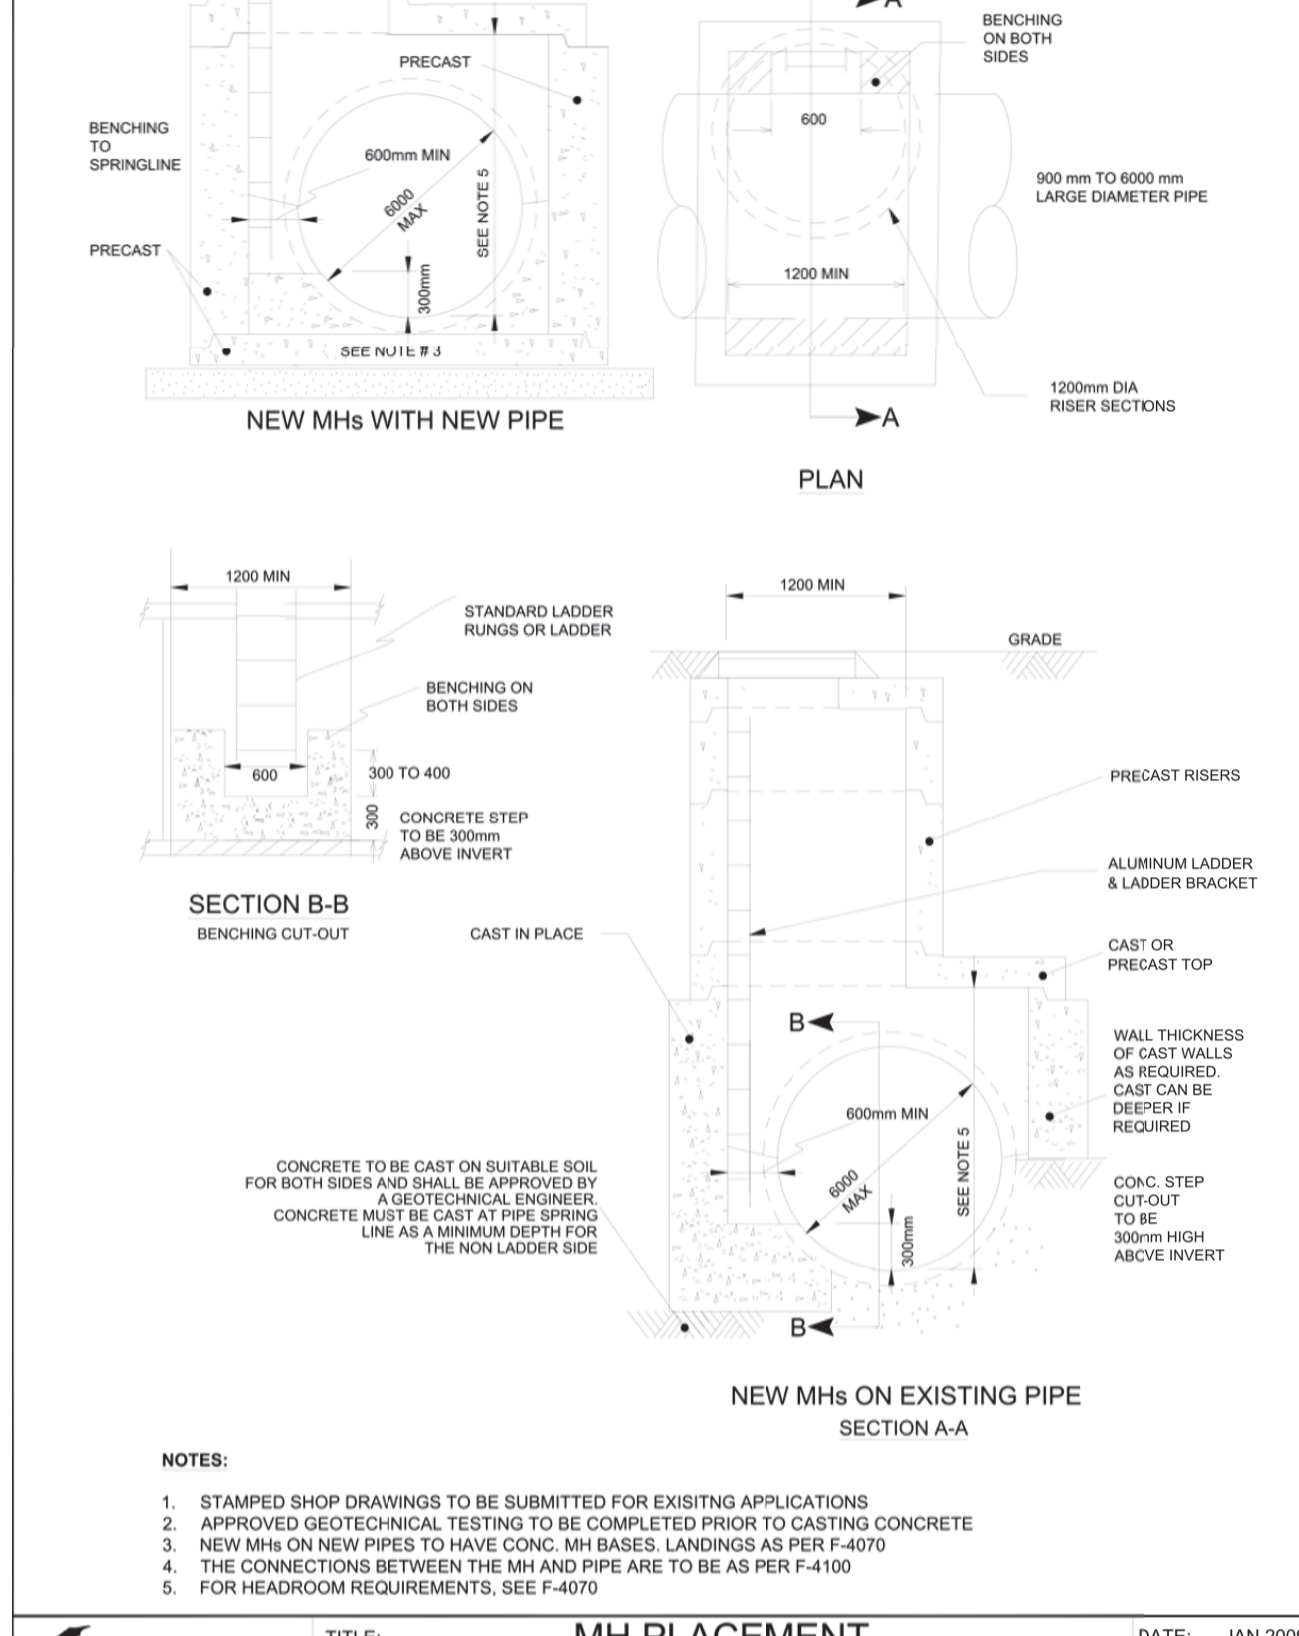 A
BENCHING
ON BOTH
SIDES
PRECAST
BENCHING
TO
SPRINGLINE
600mm MIN
6000
MAX
SEE NOTE 5
300mm
PRECAST
SEE NOTE # 3
NEW MHs WITH NEW PIPE
600
900 mm TO 6000 mm
LARGE DIAMETER PIPE
1200 MIN
1200mm DIA
RISER SECTIONS
A
PLAN
1200 MIN
STANDARD LADDER
RUNGS OR LADDER
BENCHING ON
BOTH SIDES
600
300 TO 400
300
CONCRETE STEP
TO BE 300mm
ABOVE INVERT
SECTION B-B
BENCHING CUT-OUT
1200 MIN
GRADE
PRECAST RISERS
ALUMINUM LADDER
& LADDER BRACKET
CAST IN PLACE
CAST OR
PRECAST TOP
B
WALL THICKNESS
OF CAST WALLS
AS REQUIRED.
CAST CAN BE
DEEPER IF
REQUIRED
600mm MIN
6000
MAX
SEE NOTE 5
300mm
CONCRETE TO BE CAST ON SUITABLE SOIL
FOR BOTH SIDES AND SHALL BE APPROVED BY
A GEOTECHNICAL ENGINEER.
CONCRETE MUST BE CAST AT PIPE SPRING
LINE AS A MINIMUM DEPTH FOR
THE NON LADDER SIDE
CONC. STEP
CUT-OUT
TO BE
300mm HIGH
ABOVE INVERT
B
NEW MHs ON EXISTING PIPE
SECTION A-A
NOTES:
1. STAMPED SHOP DRAWINGS TO BE SUBMITTED FOR EXISITNG APPLICATIONS
2. APPROVED GEOTECHNICAL TESTING TO BE COMPLETED PRIOR TO CASTING CONCRETE
3. NEW MHs ON NEW PIPES TO HAVE CONC. MH BASES. LANDINGS AS PER F-4070
4. THE CONNECTIONS BETWEEN THE MH AND PIPE ARE TO BE AS PER F-4100
5. FOR HEADROOM REQUIREMENTS, SEE F-4070
TITLE:
MH PLACEMENT
DATE: JAN 2009